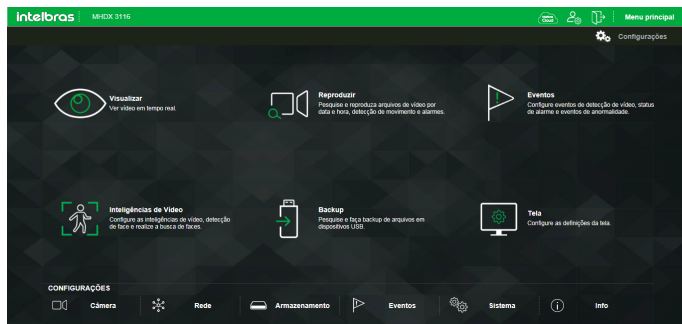 intelbras MHDX 3116 Menu principal
Configurações
Visualizar
Ver vídeo em tempo real.
Reproduzir
Pesquise e reproduza arquivos de vídeo por
data e hora, detecção de movimento e alarmes.
Eventos
Configure eventos de detecção de vídeo, status
de alarme e eventos de anormalidade.
Inteligências de Vídeo
Configure as inteligências de vídeo, detecção
de face e realize a busca de faces.
Backup
Pesquise e faça backup de arquivos em
dispositivos USB.
Tela
Configure as definições da tela.
CONFIGURAÇÕES
Câmera Rede Armazenamento Eventos Sistema Info